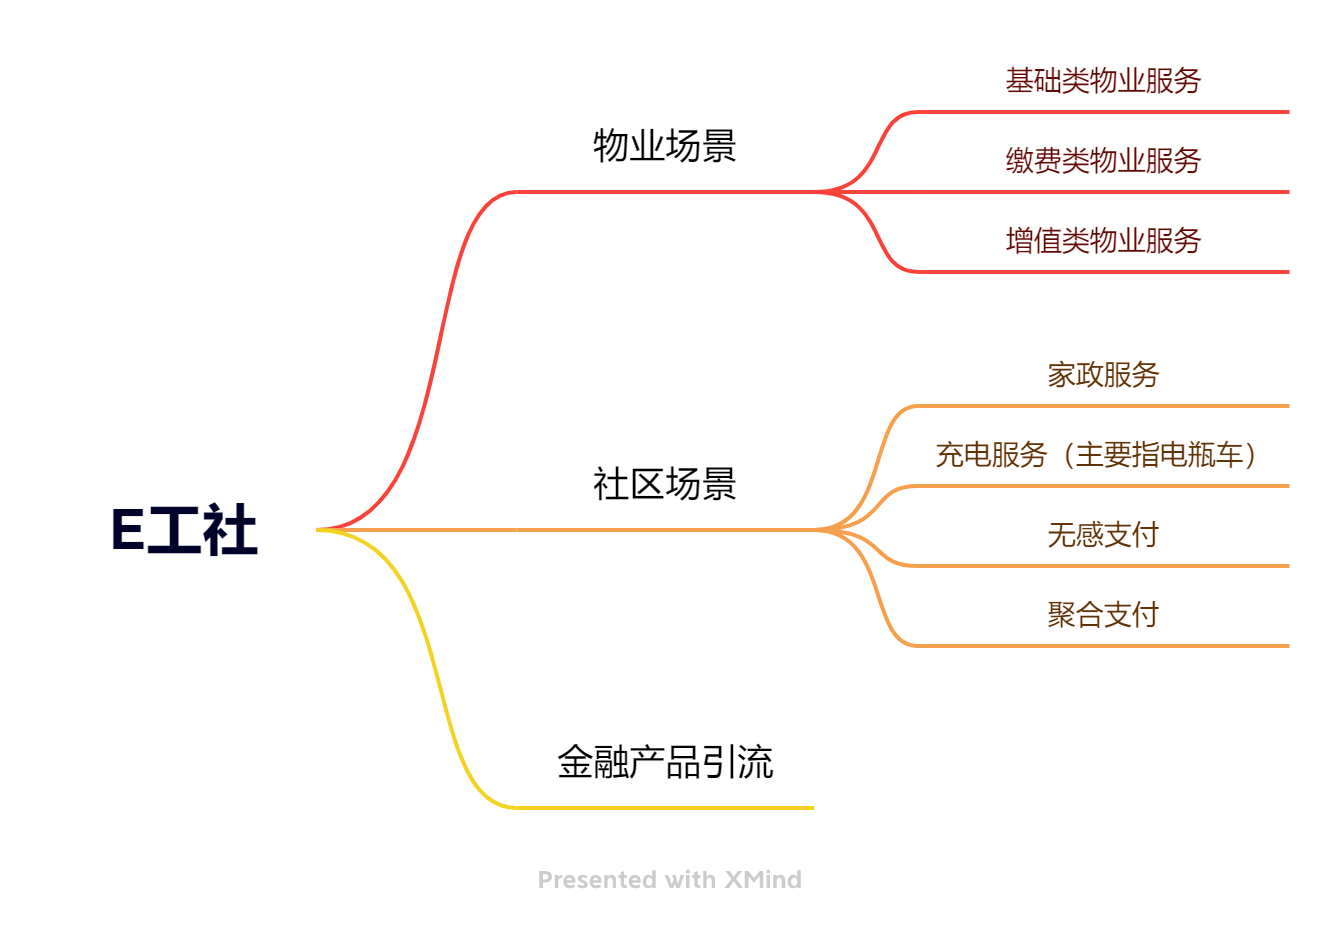 E工社
物业场景
基础类物业服务
缴费类物业服务
增值类物业服务
社区场景
家政服务
充电服务（主要指电瓶车）
无感支付
聚合支付
金融产品引流
Presented with XMind